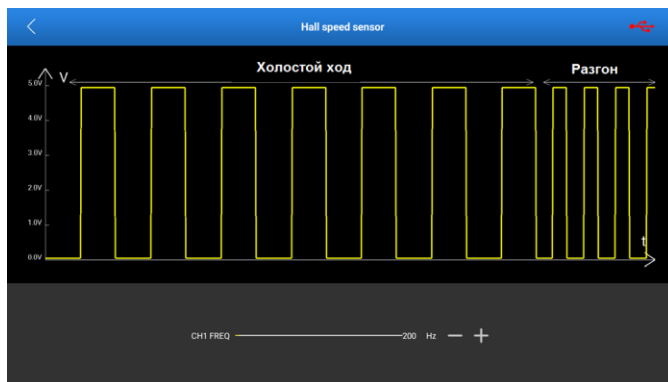 Hall speed sensor
Холостой ход
Разгон
V
5.0V
4.0V
3.0V
2.0V
1.0V
0.0V
t
CH1 FREQ 200 Hz